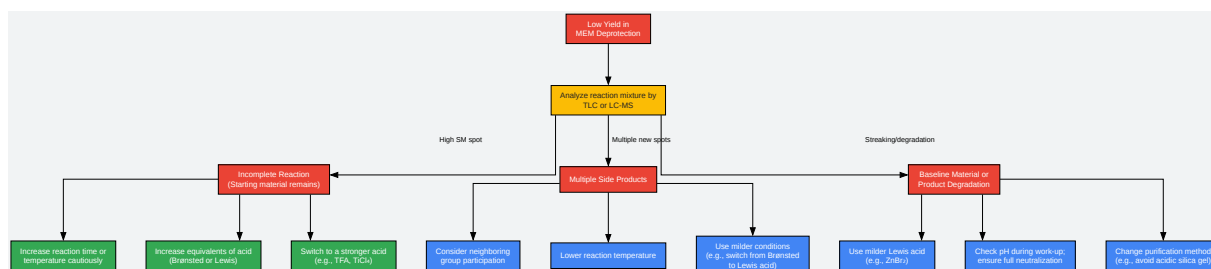 Low Yield in
MEM Deprotection
Analyze reaction mixture by
TLC or LC-MS
High SM spot
Multiple new spots
Streaking/degradation
Incomplete Reaction
(Starting material remains)
Multiple Side Products
Baseline Material or
Product Degradation
Increase reaction time or
temperature cautiously
Increase equivalents of acid
(Brønsted or Lewis)
Switch to a stronger acid
(e.g., TFA, TiCl₄)
Consider neighboring
group participation
Lower reaction temperature
Use milder conditions
(e.g., switch from Brønsted
to Lewis acid)
Use milder Lewis acid
(e.g., ZnBr₂)
Check pH during work-up;
ensure full neutralization
Change purification method
(e.g., avoid acidic silica gel)